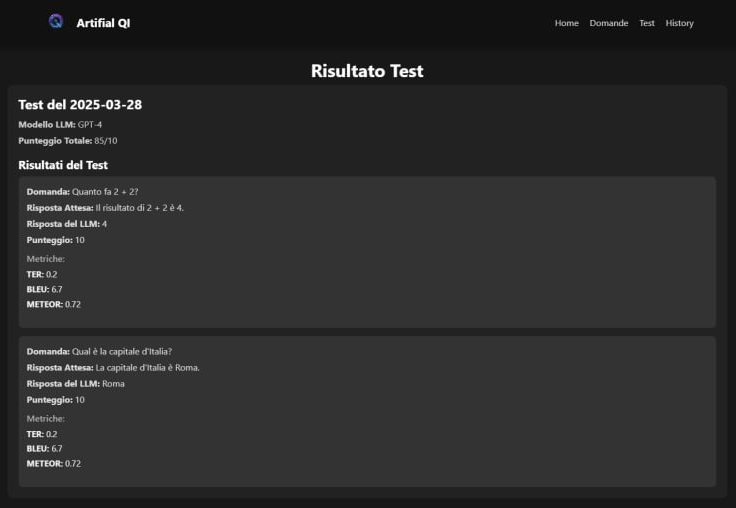 Artifial QI
Home Domande Test History
Risultato Test
Test del 2025-03-28
Modello LLM: GPT-4
Punteggio Totale: 85/10
Risultati del Test
Domanda: Quanto fa 2 + 2?
Risposta Attesa: Il risultato di 2 + 2 è 4.
Risposta del LLM: 4
Punteggio: 10
Metriche:
TER: 0.2
BLEU: 6.7
METEOR: 0.72
Domanda: Qual è la capitale d'Italia?
Risposta Attesa: La capitale d'Italia è Roma.
Risposta del LLM: Roma
Punteggio: 10
Metriche:
TER: 0.2
BLEU: 6.7
METEOR: 0.72